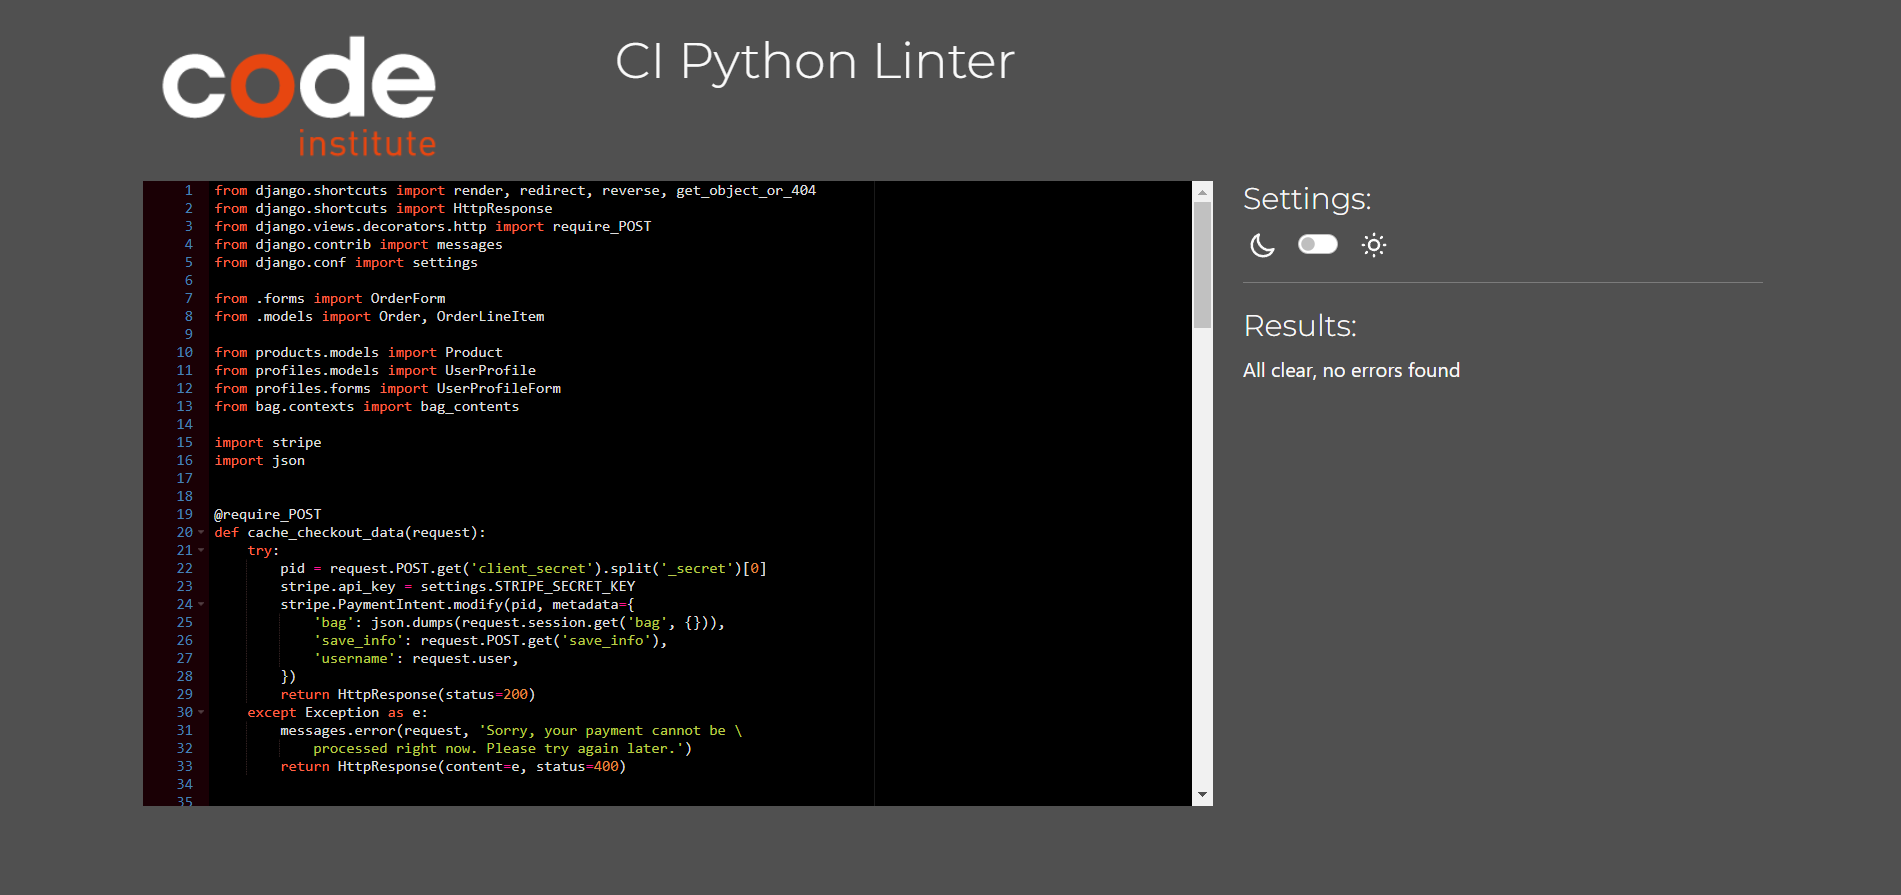 code
institute
CI Python Linter
1 from django.shortcuts import render, redirect, reverse, get_object_or_404
2 from django.shortcuts import HttpResponse
3 from django.views.decorators.http import require_POST
4 from django.contrib import messages
5 from django.conf import settings
6
7 from .forms import OrderForm
8 from .models import Order, OrderLineItem
9
10 from products.models import Product
11 from profiles.models import UserProfile
12 from profiles.forms import UserProfileForm
13 from bag.contexts import bag_contents
14
15 import stripe
16 import json
17
18
19 @require_POST
20 def cache_checkout_data(request):
21     try:
22         pid = request.POST.get('client_secret').split('_secret')[0]
23         stripe.api_key = settings.STRIPE_SECRET_KEY
24         stripe.PaymentIntent.modify(pid, metadata={
25             'bag': json.dumps(request.session.get('bag', {})),
26             'save_info': request.POST.get('save_info'),
27             'username': request.user,
28         })
29         return HttpResponse(status=200)
30     except Exception as e:
31         messages.error(request, 'Sorry, your payment cannot be \
32             processed right now. Please try again later.')
33         return HttpResponse(content=e, status=400)
34
35
Settings:
Results:
All clear, no errors found